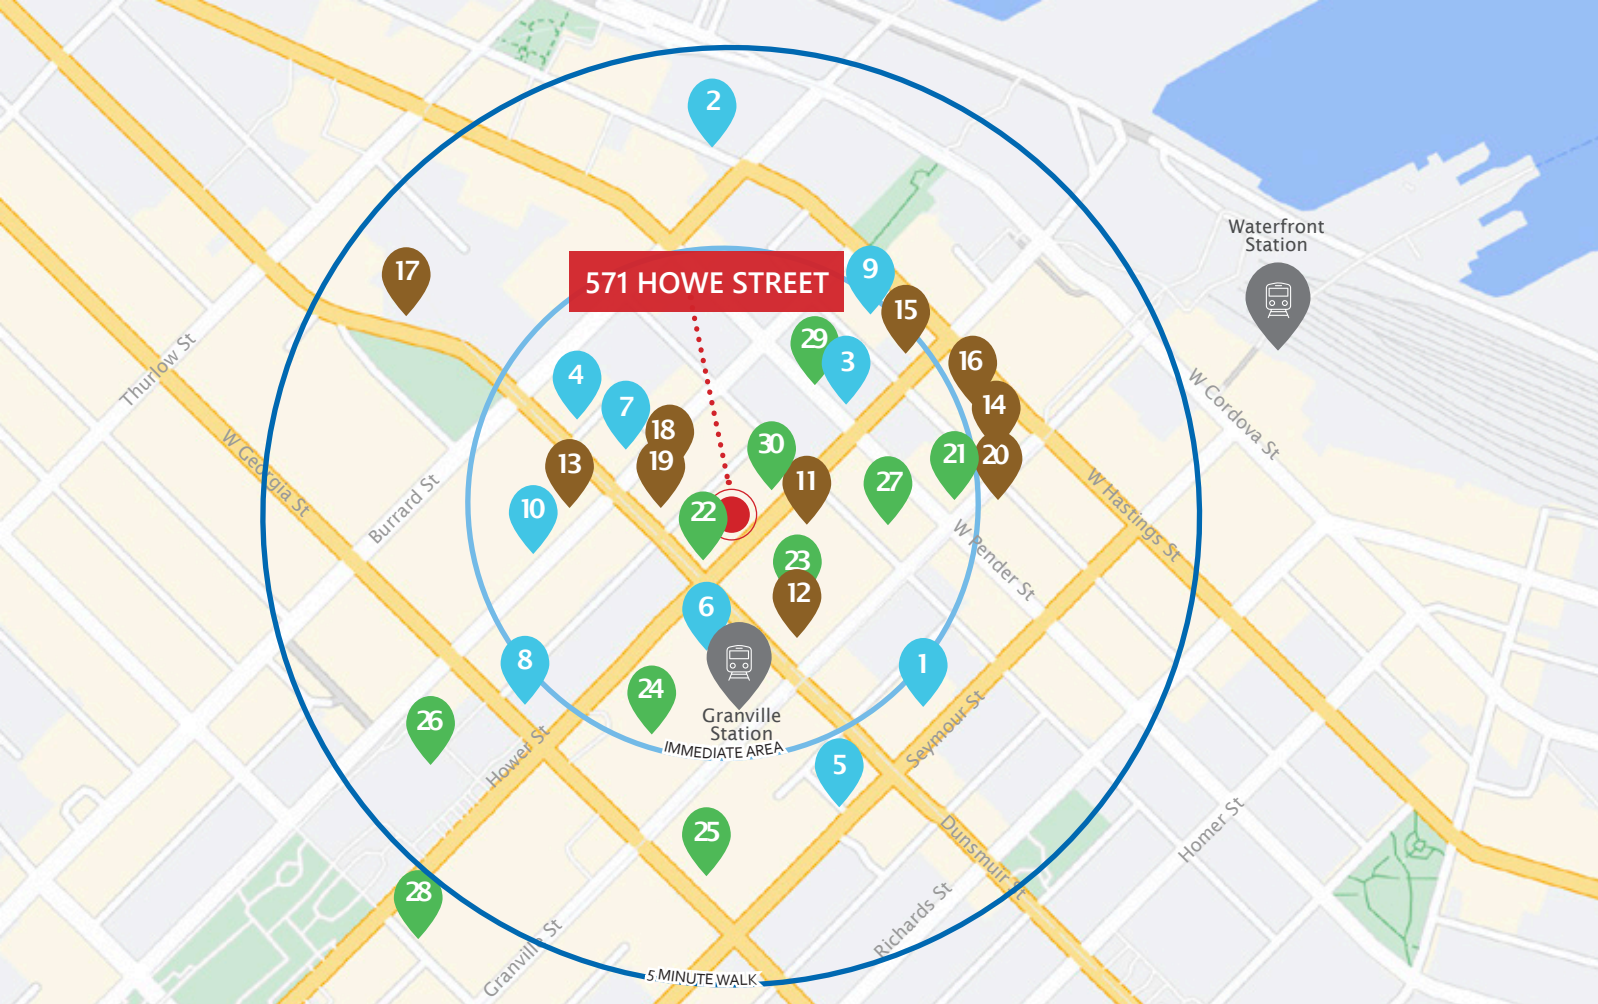 2
Waterfront
Station
17
9
571 HOWE STREET
15
29
3
16
4
Thurlow St
7
14
W Cordova St
18
30
13
19
21
20
11
27
W Georgia St
Burrard St
10
22
W Hastings St
23
W Pender St
12
6
8
1
24
26
Granville
Station
Seymour St
IMMEDIATE AREA
Hower St
5
25
Homer St
Dunsmuir St
28
Richards St
Granville St
5 MINUTE WALK